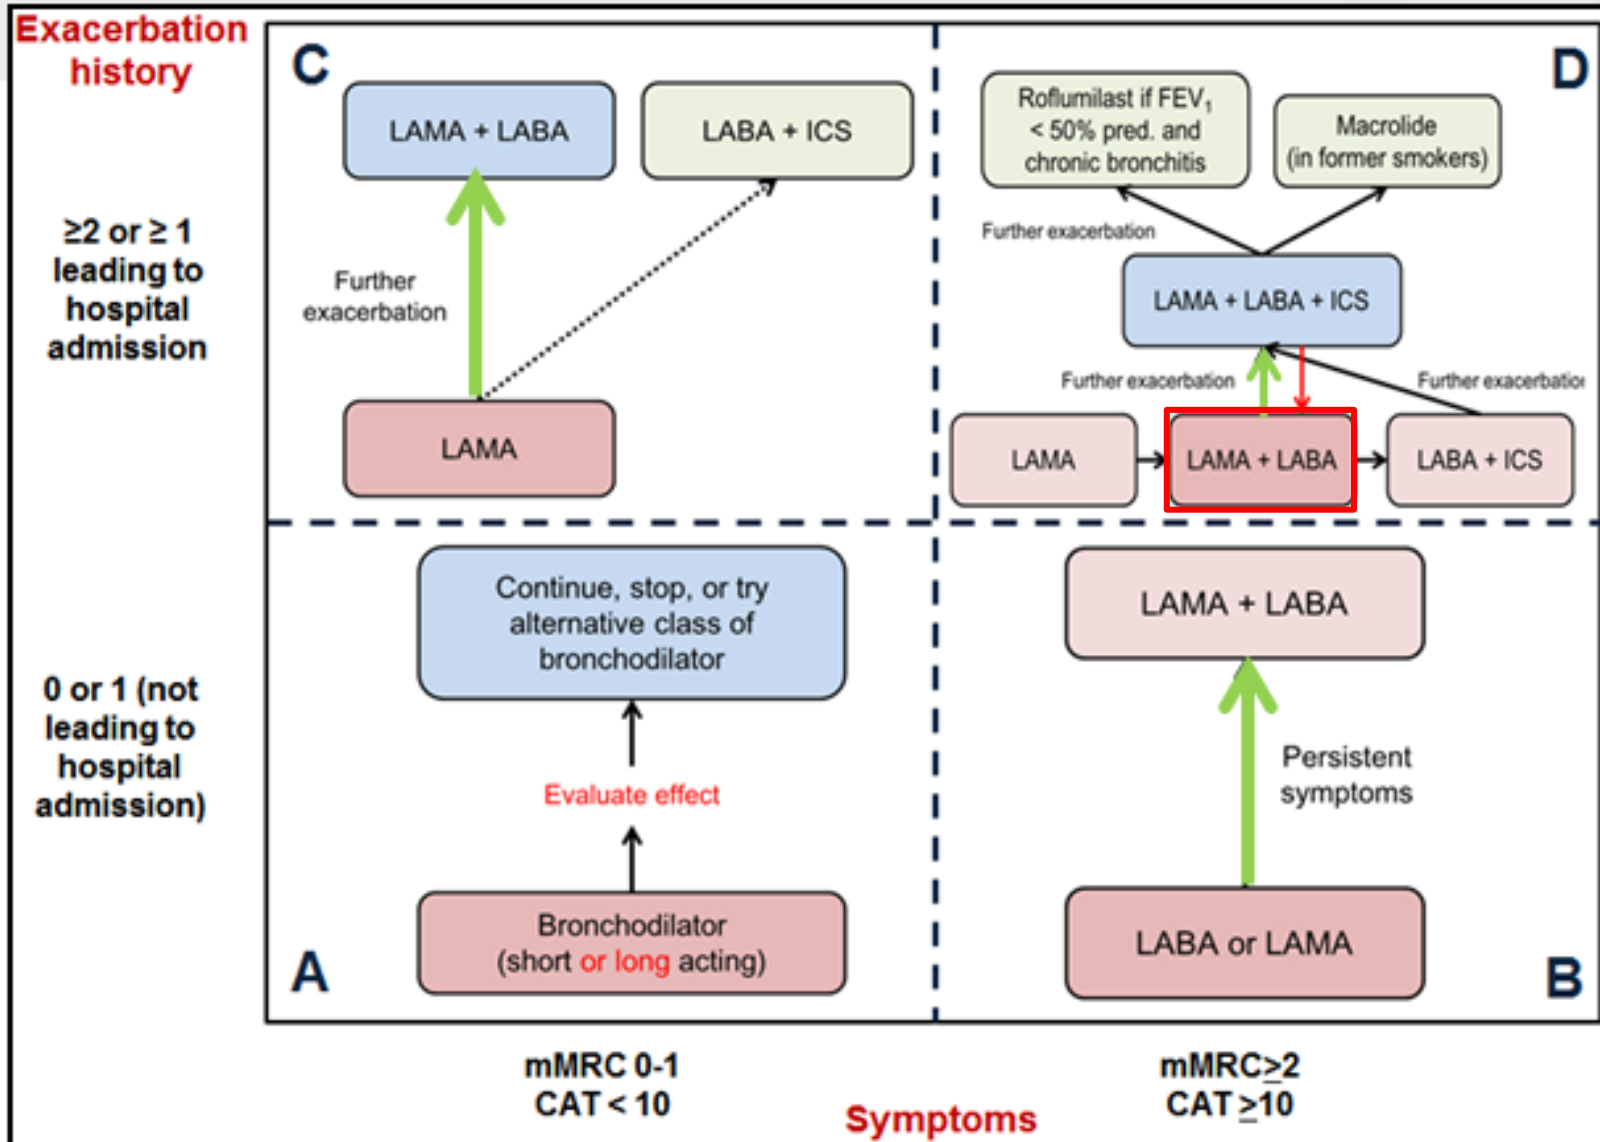 Exacerbation
history
≥2 or ≥ 1
leading to
hospital
admission
0 or 1 (not
leading to
hospital
admission)
C
LAMA + LABA
LABA + ICS
Further
exacerbation
LAMA
D
Roflumilast if FEV₁
< 50% pred. and
chronic bronchitis
Macrolide
(in former smokers)
Further exacerbation
LAMA + LABA + ICS
Further exacerbation
Further exacerbation
LAMA
LAMA + LABA
LABA + ICS
Continue, stop, or try
alternative class of
bronchodilator
Evaluate effect
Bronchodilator
(short or long acting)
A
LAMA + LABA
Persistent
symptoms
LABA or LAMA
B
mMRC 0-1
CAT < 10
mMRC≥2
CAT ≥10
Symptoms